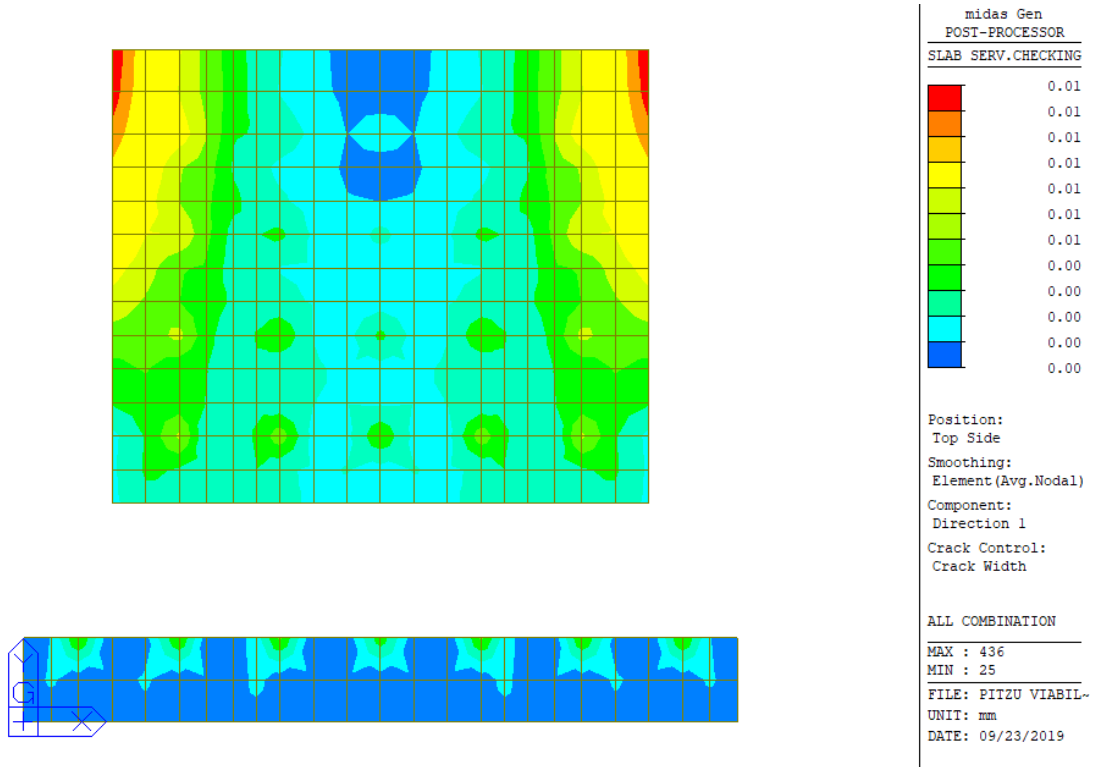 midas Gen
POST-PROCESSOR
SLAB SERV.CHECKING
0.01
0.01
0.01
0.01
0.01
0.01
0.01
0.00
0.00
0.00
0.00
0.00
Position:
Top Side
Smoothing:
Element(Avg.Nodal)
Component:
Direction 1
Crack Control:
Crack Width
ALL COMBINATION
MAX : 436
MIN : 25
FILE: PITZU VIABIL~
UNIT: mm
DATE: 09/23/2019
Y
G
X